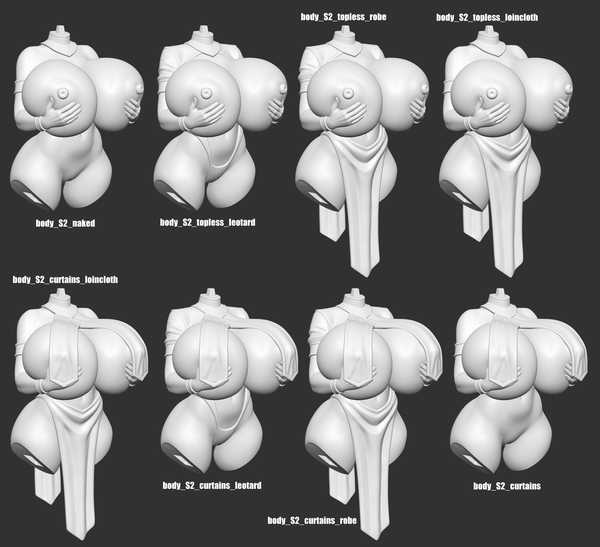 body_S2_topless_robe
body_S2_topless_loincloth
body_S2_naked
body_S2_topless_leotard
body_S2_curtains_loincloth
body_S2_curtains_leotard
body_S2_curtains_robe
body_S2_curtains